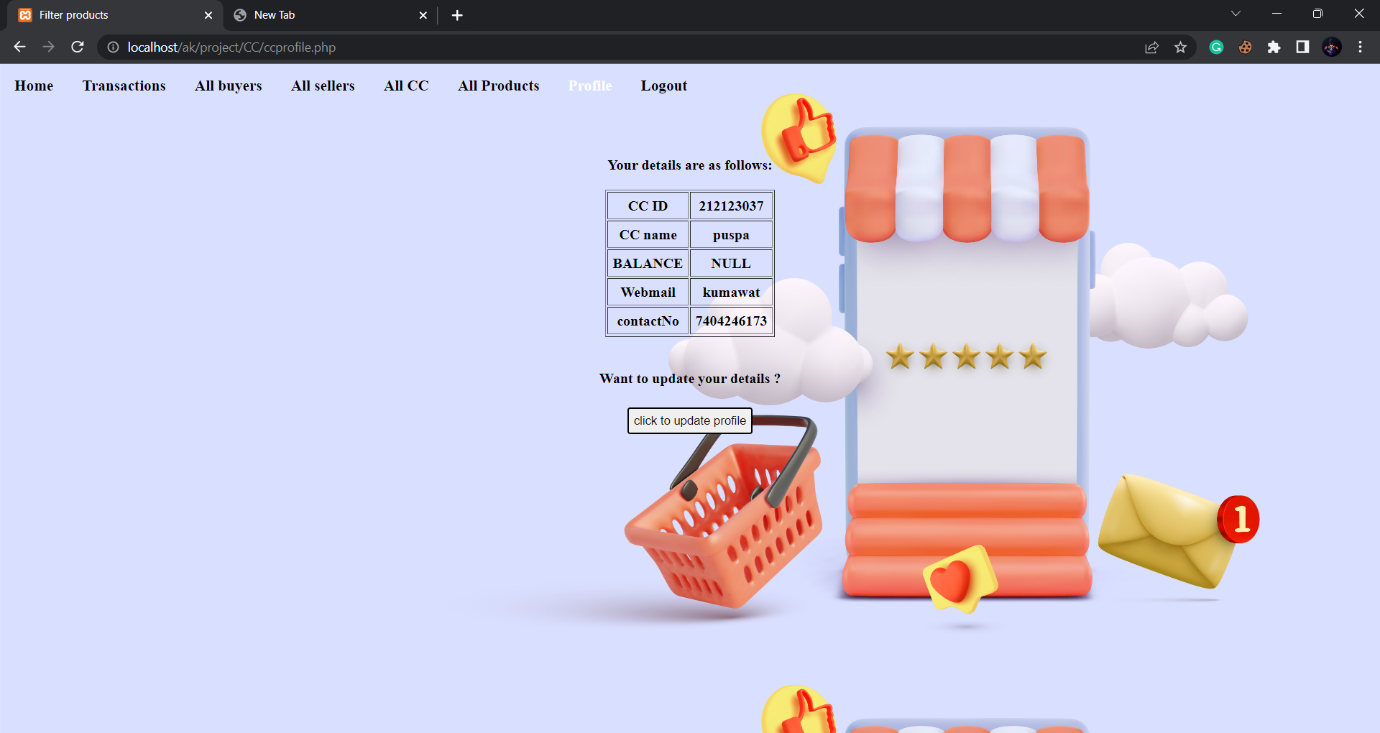 Filter products
New Tab
localhost/ak/project/CC/ccprofile.php
Home Transactions All buyers All sellers All CC All Products Profile Logout
Your details are as follows:
CC ID 212123037
CC name puspa
BALANCE NULL
Webmail kumawat
contactNo 7404246173
Want to update your details ?
click to update profile
1